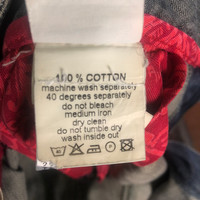 100 % COTTON
machine wash separately
40 degrees separately
do not bleach
medium iron
dry clean
do not tumble dry
wash inside out